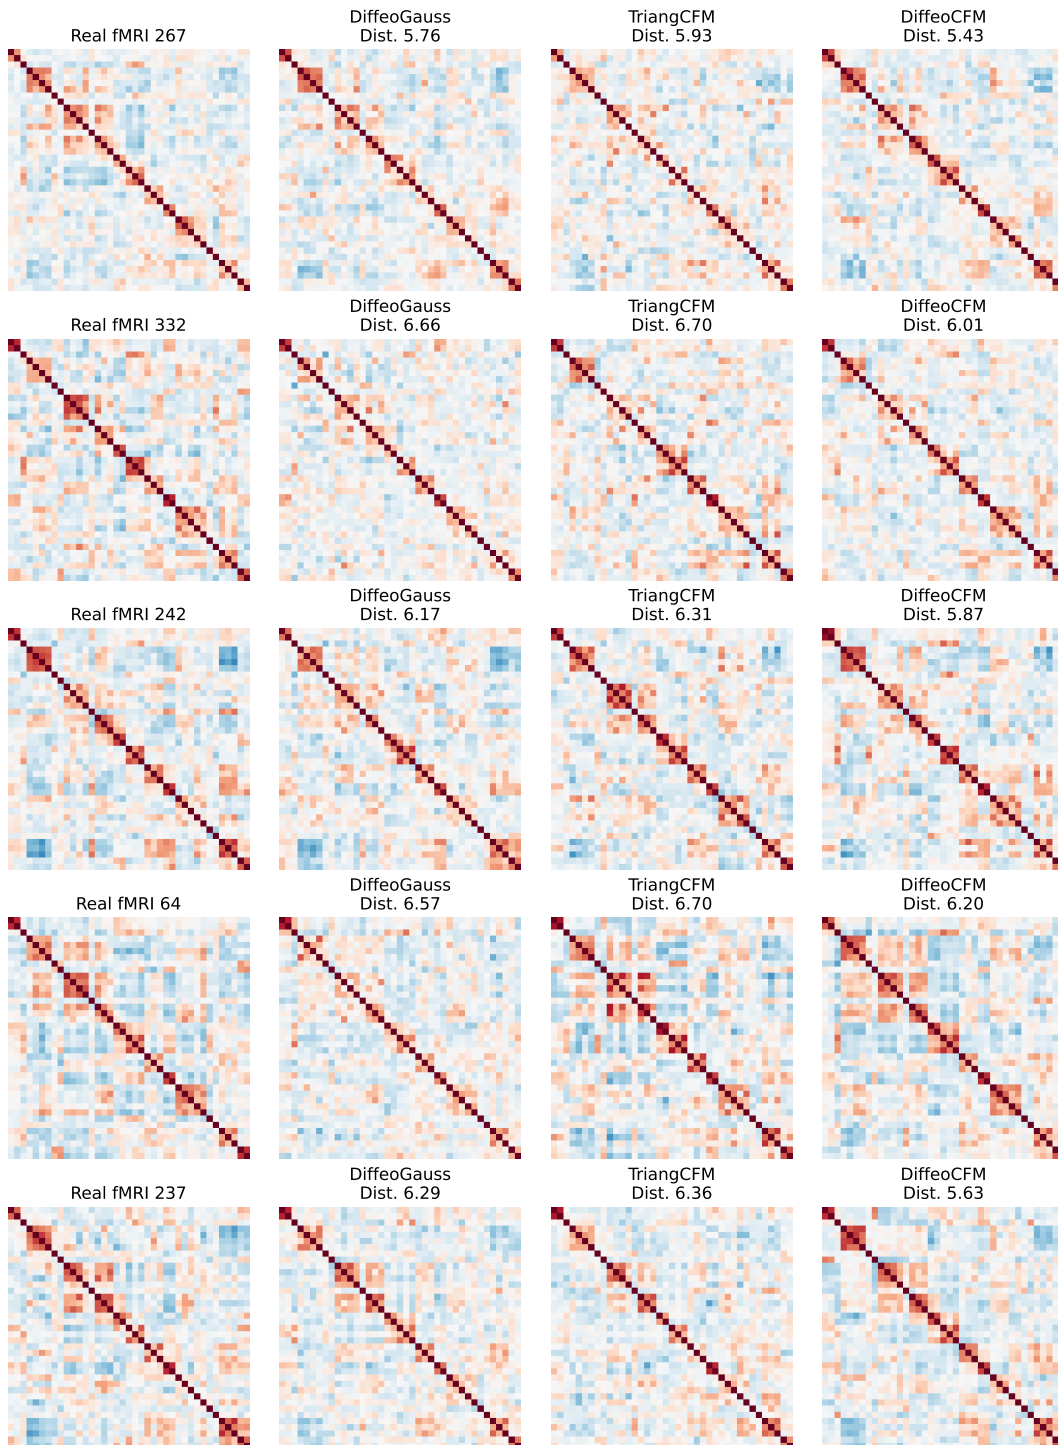 Real fMRI 267
DiffeoGauss
Dist. 5.76
TriangCFM
Dist. 5.93
DiffeoCFM
Dist. 5.43
Real fMRI 332
DiffeoGauss
Dist. 6.66
TriangCFM
Dist. 6.70
DiffeoCFM
Dist. 6.01
Real fMRI 242
DiffeoGauss
Dist. 6.17
TriangCFM
Dist. 6.31
DiffeoCFM
Dist. 5.87
Real fMRI 64
DiffeoGauss
Dist. 6.57
TriangCFM
Dist. 6.70
DiffeoCFM
Dist. 6.20
Real fMRI 237
DiffeoGauss
Dist. 6.29
TriangCFM
Dist. 6.36
DiffeoCFM
Dist. 5.63